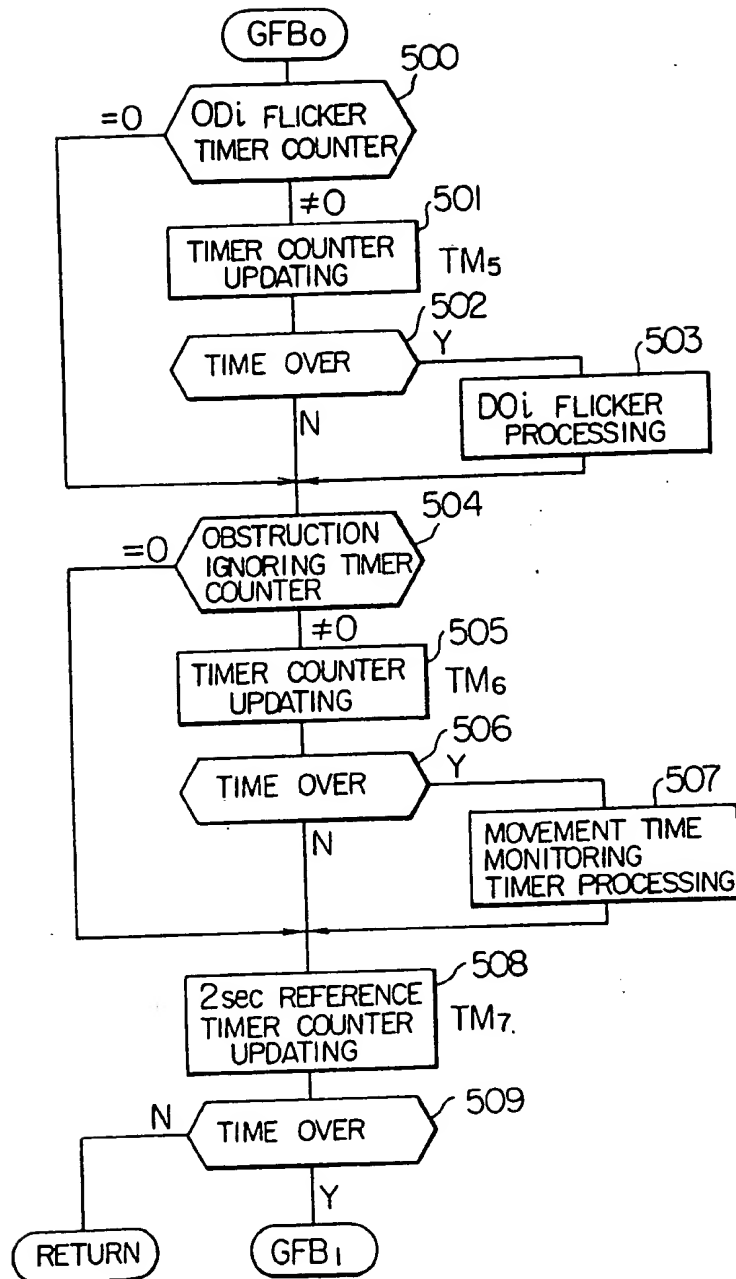 GFB0
500
=0
ODi FLICKER
TIMER COUNTER
≠0
501
TIMER COUNTER
UPDATING
TM5
502
TIME OVER
Y
503
DOi FLICKER
PROCESSING
N
504
=0
OBSTRUCTION
IGNORING TIMER
COUNTER
≠0
505
TIMER COUNTER
UPDATING
TM6
506
TIME OVER
Y
507
MOVEMENT TIME
MONITORING
TIMER PROCESSING
N
508
2sec REFERENCE
TIMER COUNTER
UPDATING
TM7.
509
N
TIME OVER
Y
RETURN
GFB1